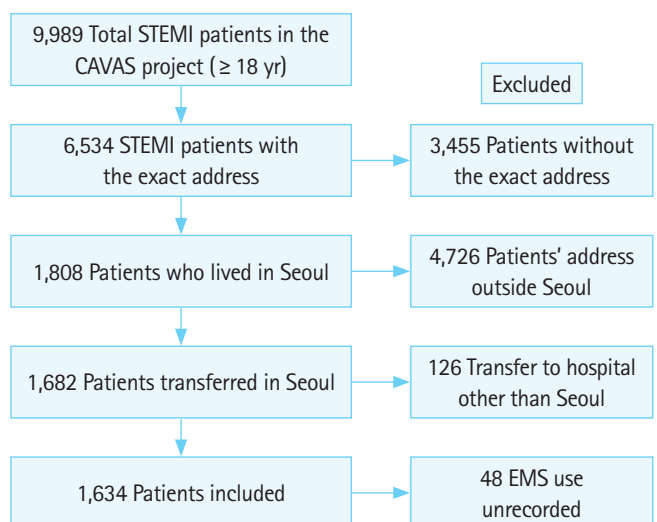 9,989 Total STEMI patients in the
CAVAS project (≥ 18 yr)
Excluded
6,534 STEMI patients with
the exact address
3,455 Patients without
the exact address
1,808 Patients who lived in Seoul
4,726 Patients' address
outside Seoul
1,682 Patients transferred in Seoul
126 Transfer to hospital
other than Seoul
1,634 Patients included
48 EMS use
unrecorded